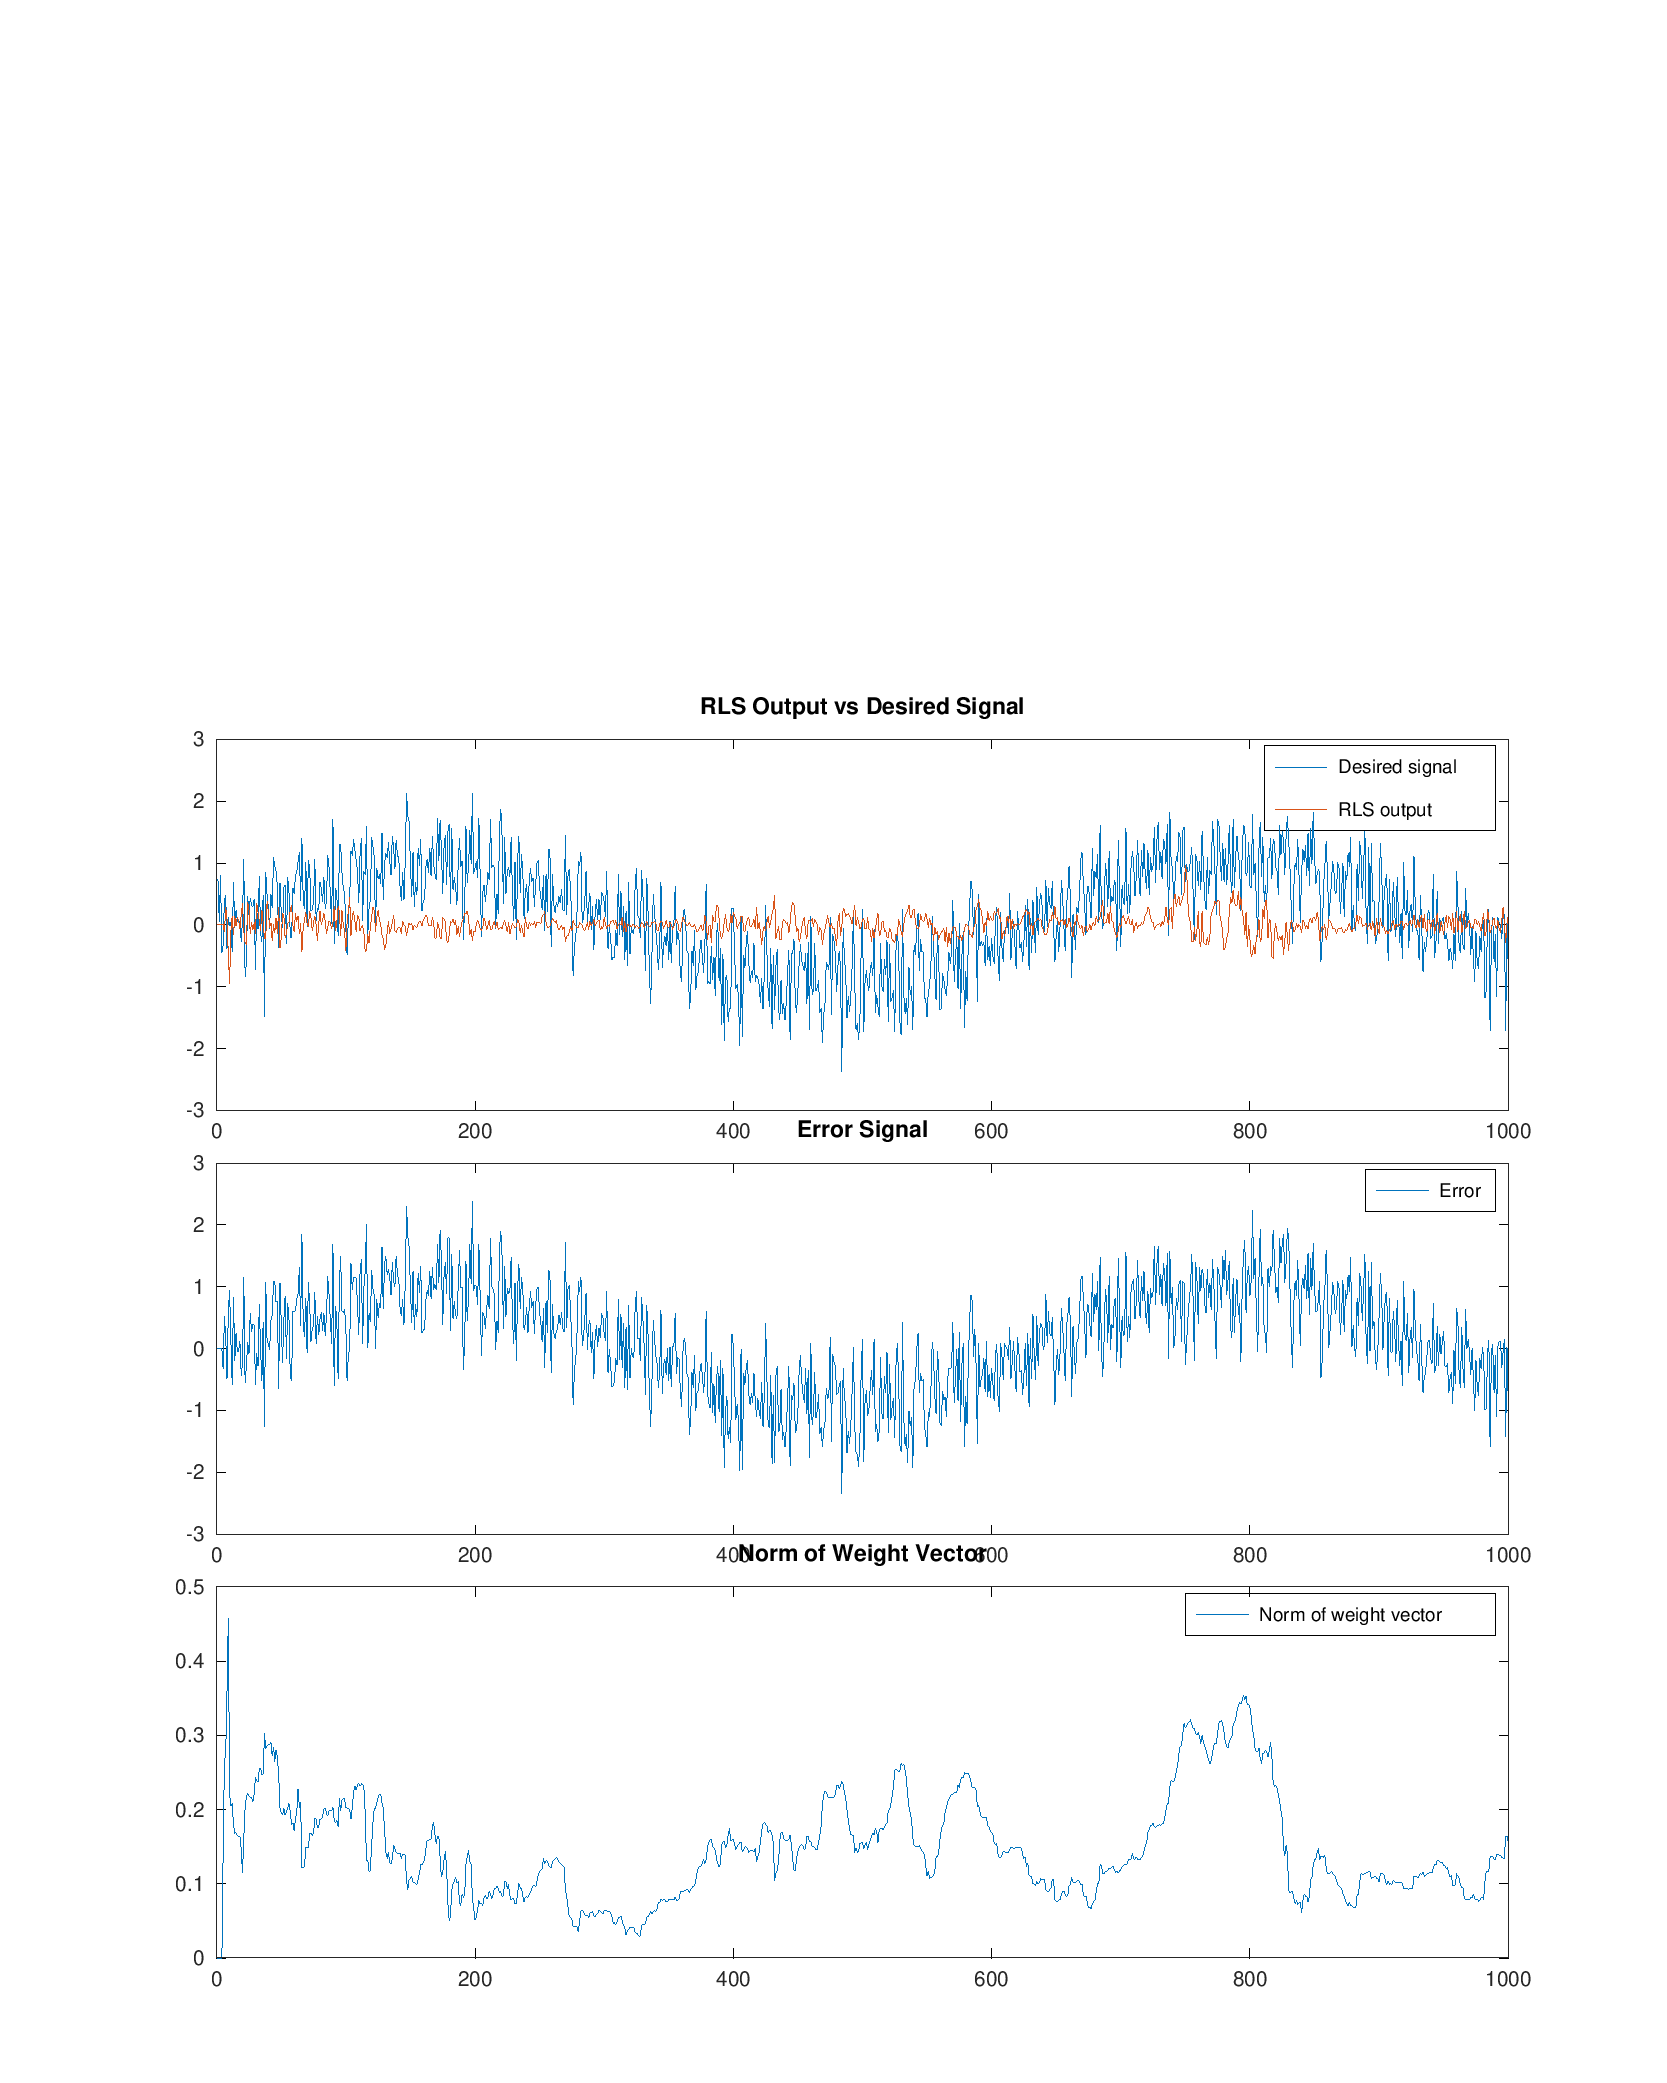 RLS Output vs Desired Signal
3
2
1
0
-1
-2
-3
Desired signal
RLS output
0 200 400 600 800 1000
Error Signal
3
2
1
0
-1
-2
-3
Error
0 200 400 600 800 1000
Norm of Weight Vector
0.5
0.4
0.3
0.2
0.1
0
Norm of weight vector
0 200 400 600 800 1000